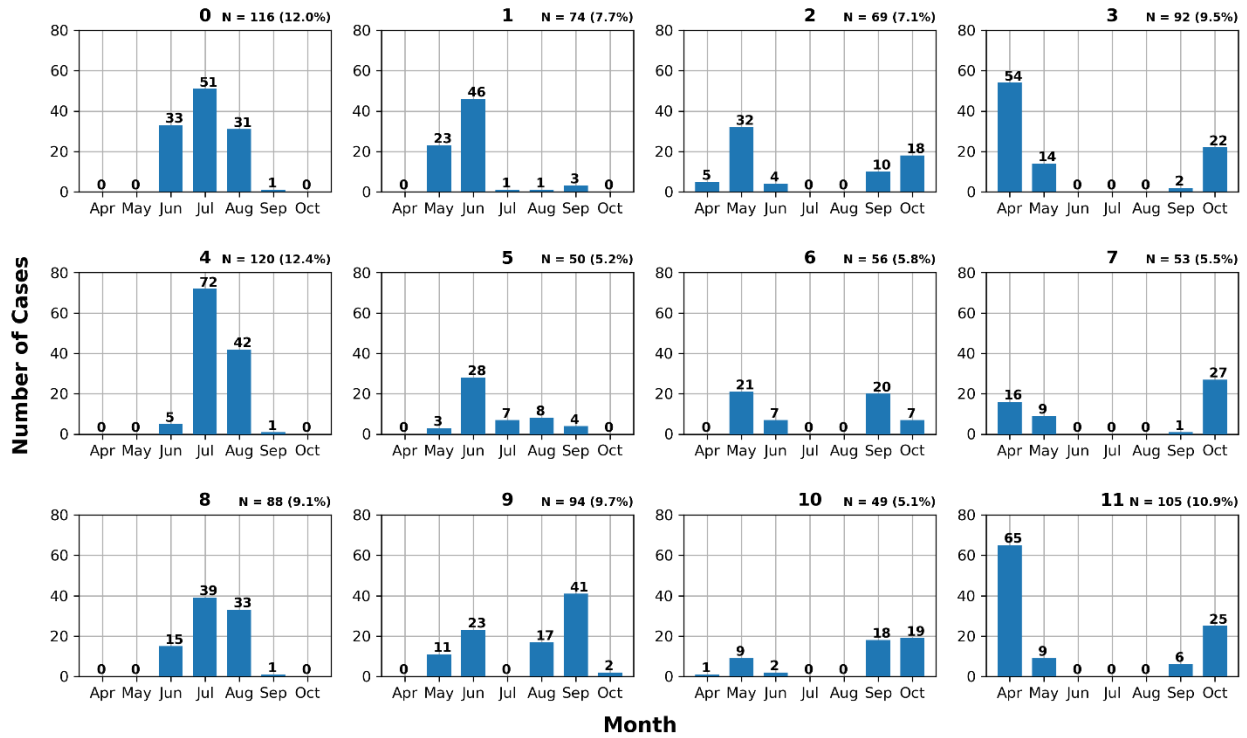 0 N = 116 (12.0%)
80
60
40
20
0
0 0 33 51 31 1 0
Apr May Jun Jul Aug Sep Oct
1 N = 74 (7.7%)
80
60
40
20
0
0 23 46 1 1 3 0
Apr May Jun Jul Aug Sep Oct
2 N = 69 (7.1%)
80
60
40
20
0
5 32 4 0 0 10 18
Apr May Jun Jul Aug Sep Oct
3 N = 92 (9.5%)
80
60
40
20
0
54 14 0 0 0 2 22
Apr May Jun Jul Aug Sep Oct
Number of Cases
4 N = 120 (12.4%)
80
60
40
20
0
0 0 5 72 42 1 0
Apr May Jun Jul Aug Sep Oct
5 N = 50 (5.2%)
80
60
40
20
0
0 3 28 7 8 4 0
Apr May Jun Jul Aug Sep Oct
6 N = 56 (5.8%)
80
60
40
20
0
0 21 7 0 0 20 7
Apr May Jun Jul Aug Sep Oct
7 N = 53 (5.5%)
80
60
40
20
0
16 9 0 0 0 1 27
Apr May Jun Jul Aug Sep Oct
8 N = 88 (9.1%)
80
60
40
20
0
0 0 15 39 33 1 0
Apr May Jun Jul Aug Sep Oct
9 N = 94 (9.7%)
80
60
40
20
0
0 11 23 0 17 41 2
Apr May Jun Jul Aug Sep Oct
10 N = 49 (5.1%)
80
60
40
20
0
1 9 2 0 0 18 19
Apr May Jun Jul Aug Sep Oct
11 N = 105 (10.9%)
80
60
40
20
0
65 9 0 0 0 6 25
Apr May Jun Jul Aug Sep Oct
Month